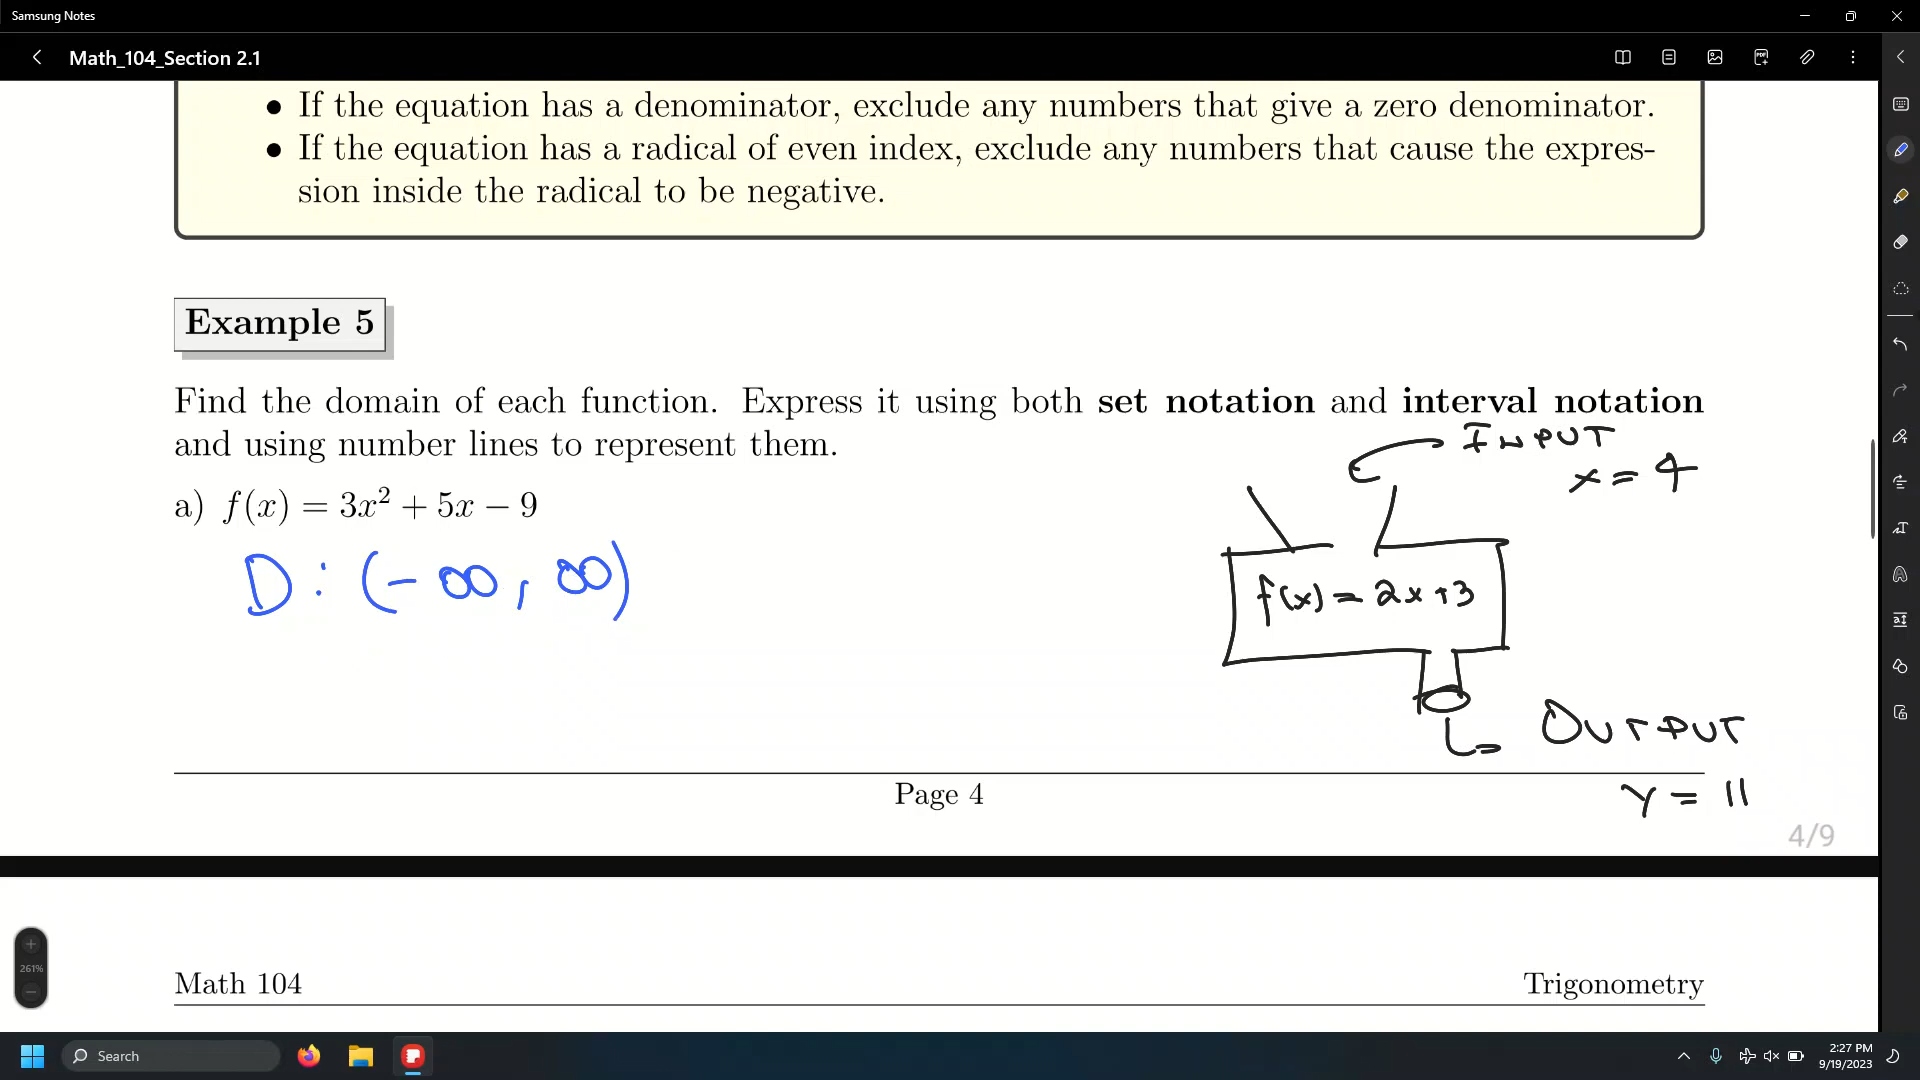 Samsung Notes
Math_104_Section 2.1
• If the equation has a denominator, exclude any numbers that give a zero denominator.
• If the equation has a radical of even index, exclude any numbers that cause the expres-
sion inside the radical to be negative.
Example 5
Find the domain of each function. Express it using both set notation and interval notation
and using number lines to represent them.
INPUT
x = 4
a) f(x) = 3x² + 5x − 9
D : (-∞, ∞)
f(x) = 2x+3
OUTPUT
Page 4
y = 11
4/9
261%
Math 104 Trigonometry
Search
2:27 PM
9/19/2023